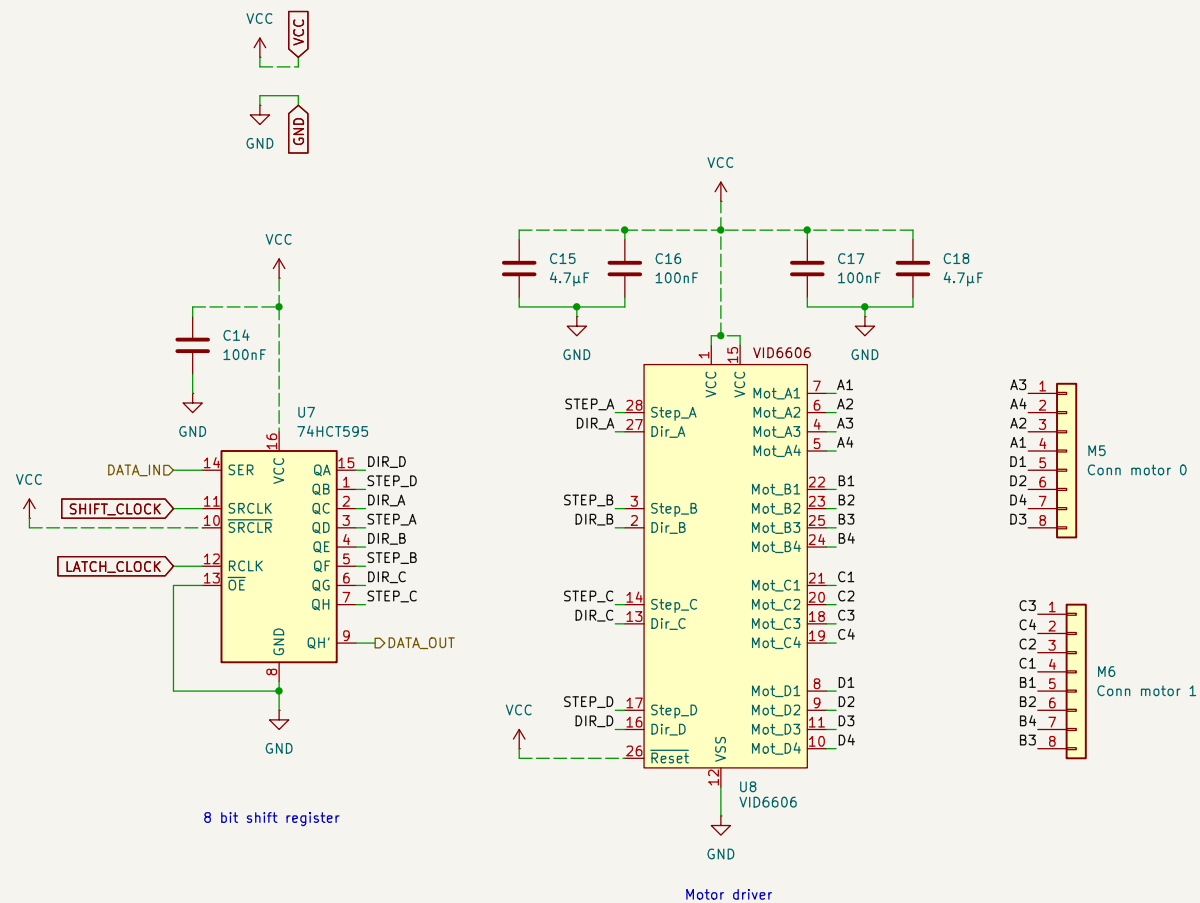 VCC
VCC
GND
GND
VCC
C14
100nF
GND
VCC
U7
74HCT595
DATA_IN
SHIFT_CLOCK
LATCH_CLOCK
14
11
10
12
13
16
VCC
SER
SRCLK
SRCLR
RCLK
OE
GND
8
QA
QB
QC
QD
QE
QF
QG
QH
QH'
15
1
2
3
4
5
6
7
9
DIR_D
STEP_D
DIR_A
STEP_A
DIR_B
STEP_B
DIR_C
STEP_C
DATA_OUT
GND
8 bit shift register
VCC
C15
4.7µF
C16
100nF
C17
100nF
C18
4.7µF
GND
GND
1
15
VID6606
VCC
VCC
STEP_A 28 Step_A
DIR_A 27 Dir_A
STEP_B 3 Step_B
DIR_B 2 Dir_B
STEP_C 14 Step_C
DIR_C 13 Dir_C
STEP_D 17 Step_D
DIR_D 16 Dir_D
VCC
26 Reset
Mot_A1 7 A1
Mot_A2 6 A2
Mot_A3 4 A3
Mot_A4 5 A4
Mot_B1 22 B1
Mot_B2 23 B2
Mot_B3 25 B3
Mot_B4 24 B4
Mot_C1 21 C1
Mot_C2 20 C2
Mot_C3 18 C3
Mot_C4 19 C4
Mot_D1 8 D1
Mot_D2 9 D2
Mot_D3 11 D3
Mot_D4 10 D4
VSS
12
U8
VID6606
GND
Motor driver
A3 1
A4 2
A2 3
A1 4
D1 5
D2 6
D4 7
D3 8
M5
Conn motor 0
C3 1
C4 2
C2 3
C1 4
B1 5
B2 6
B4 7
B3 8
M6
Conn motor 1